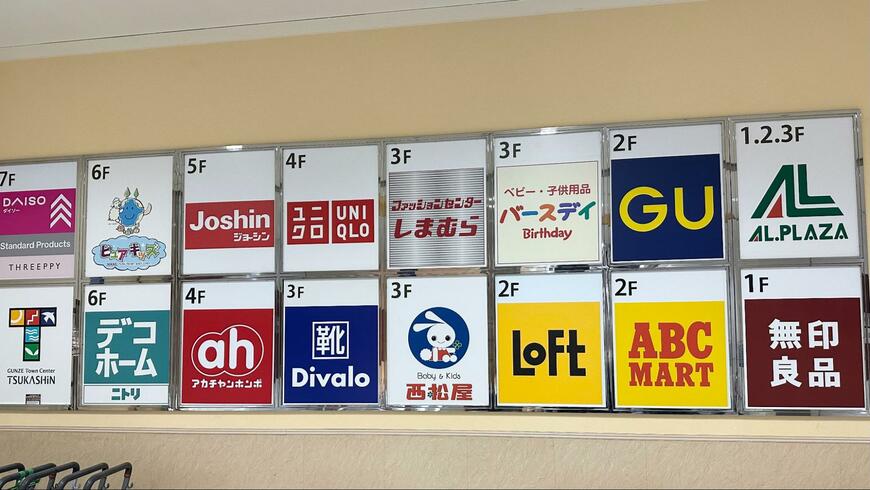 7F
DAISO
ダイソー
Standard Products
THREEPPY
6F
ピュアキッズ
5F
Joshin
ジョーシン
4F
ユニ
クロ
UNI
QLO
3F
ファッションセンター
しまむら
3F
ベビー・子供用品
バースデイ
Birthday
2F
GU
1.2.3F
AL.PLAZA
GUNZE Town Center
TSUKASHiN
6F
デコ
ホーム
ニトリ
4F
ah
アカチャンホンポ
3F
靴
Divalo
3F
Baby & Kids
西松屋
2F
LOFT
2F
ABC
MART
1F
無印
良品